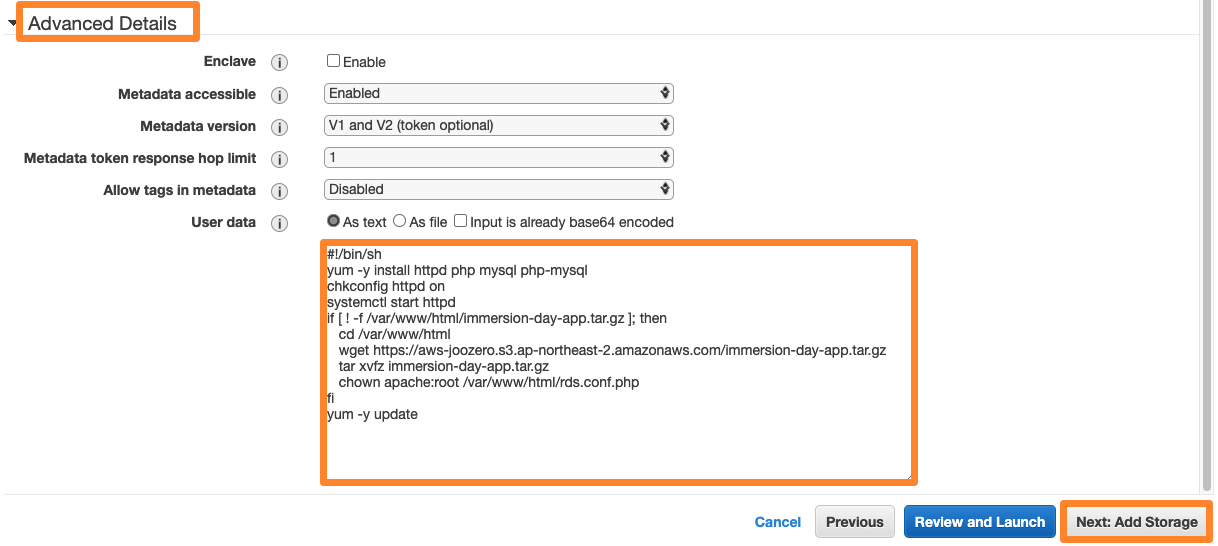 Advanced Details
Enclave i Enable
Metadata accessible i Enabled
Metadata version i V1 and V2 (token optional)
Metadata token response hop limit i 1
Allow tags in metadata i Disabled
User data i As text As file Input is already base64 encoded
#!/bin/sh
yum -y install httpd php mysql php-mysql
chkconfig httpd on
systemctl start httpd
if [ ! -f /var/www/html/immersion-day-app.tar.gz ]; then
cd /var/www/html
wget https://aws-joozero.s3.ap-northeast-2.amazonaws.com/immersion-day-app.tar.gz
tar xvfz immersion-day-app.tar.gz
chown apache:root /var/www/html/rds.conf.php
fi
yum -y update
Cancel Previous Review and Launch Next: Add Storage